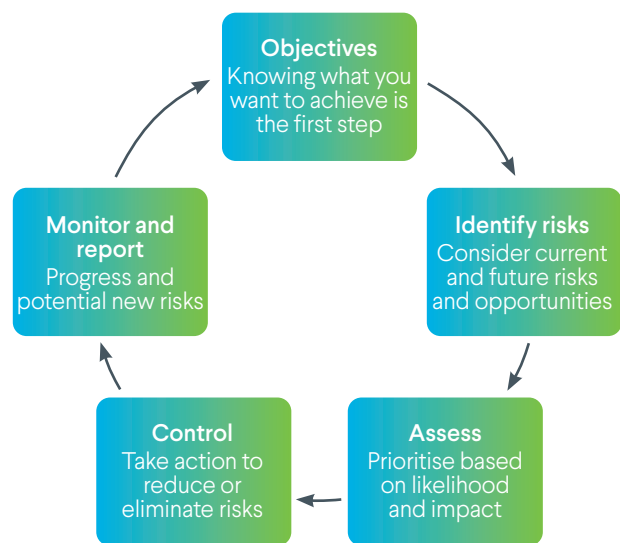 Objectives
Knowing what you
want to achieve is
the first step
Identify risks
Consider current
and future risks
and opportunities
Assess
Prioritise based
on likelihood
and impact
Control
Take action to
reduce or
eliminate risks
Monitor and
report
Progress and
potential new risks